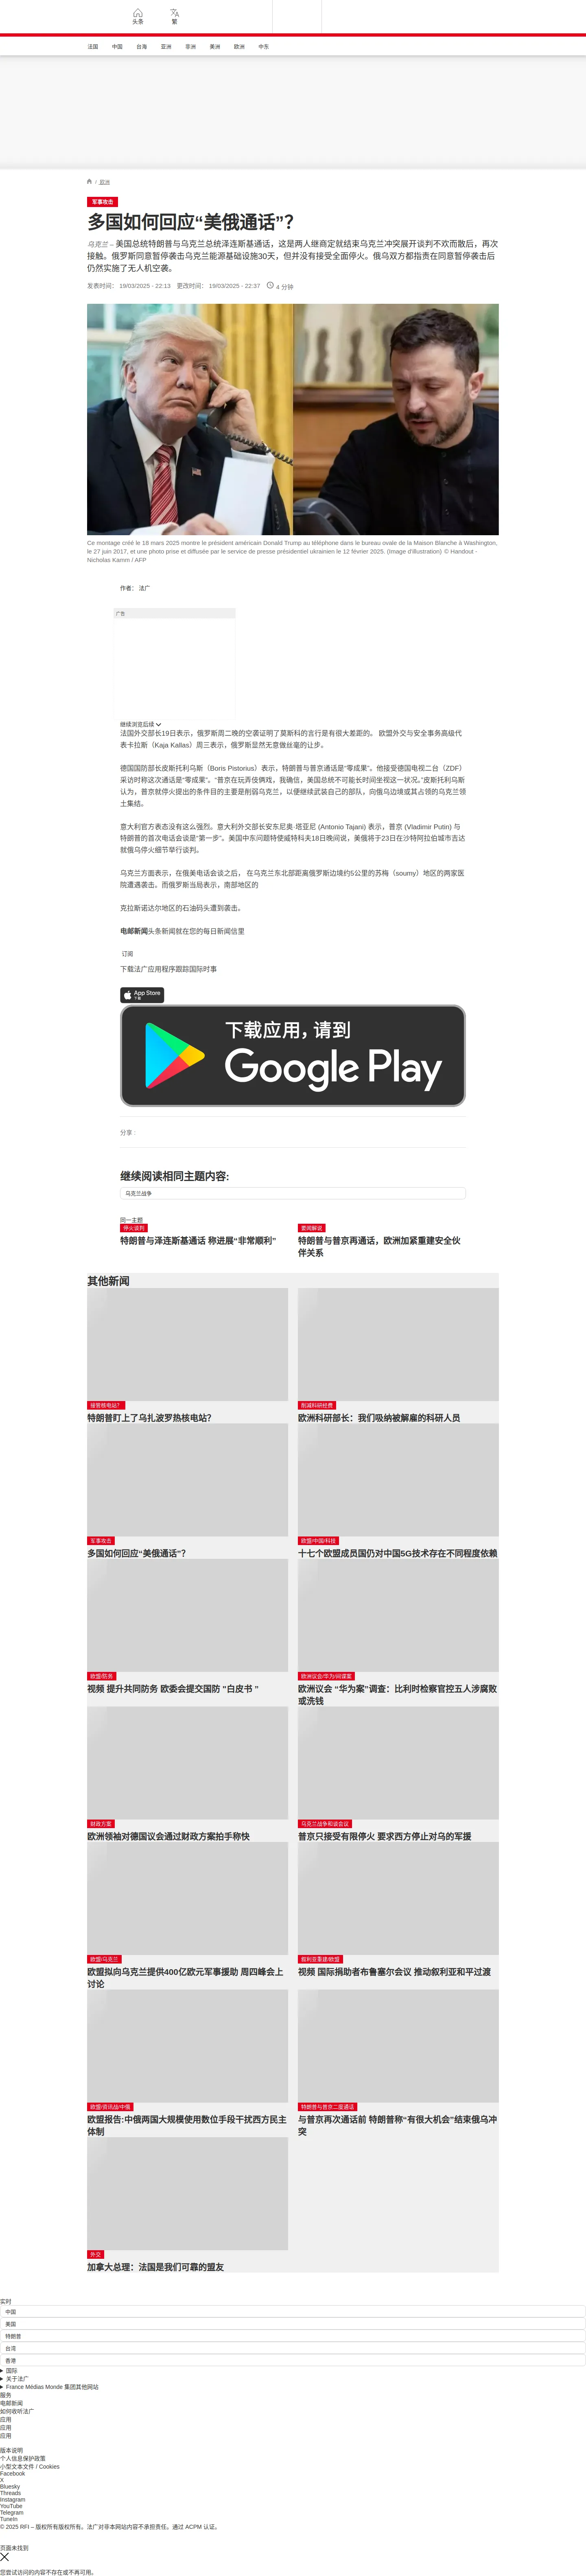 头条
繁
法国
中国
台海
亚洲
非洲
美洲
欧洲
中东
/ 欧洲
军事攻击
多国如何回应“美俄通话”？
乌克兰 – 美国总统特朗普与乌克兰总统泽连斯基通话，这是两人继商定就结束乌克兰冲突展开谈判不欢而散后，再次
接触。俄罗斯同意暂停袭击乌克兰能源基础设施30天，但并没有接受全面停火。俄乌双方都指责在同意暂停袭击后
仍然实施了无人机空袭。
发表时间： 19/03/2025 - 22:13 更改时间： 19/03/2025 - 22:37 4 分钟
Ce montage créé le 18 mars 2025 montre le président américain Donald Trump au téléphone dans le bureau ovale de la Maison Blanche à Washington,
le 27 juin 2017, et une photo prise et diffusée par le service de presse présidentiel ukrainien le 12 février 2025. (Image d'illustration) © Handout -
Nicholas Kamm / AFP
作者： 法广
广告
继续浏览后续
法国外交部长19日表示，俄罗斯周二晚的空袭证明了莫斯科的言行是有很大差距的。 欧盟外交与安全事务高级代
表卡拉斯（Kaja Kallas）周三表示，俄罗斯显然无意做丝毫的让步。
德国国防部长皮斯托利乌斯（Boris Pistorius）表示，特朗普与普京通话是“零成果”。他接受德国电视二台（ZDF）
采访时称这次通话是“零成果”。“普京在玩弄伎俩戏，我确信，美国总统不可能长时间坐视这一状况。”皮斯托利乌斯
认为，普京就停火提出的条件目的主要是削弱乌克兰，以便继续武装自己的部队，向俄乌边境或其占领的乌克兰领
土集结。
意大利官方表态没有这么强烈。意大利外交部长安东尼奥·塔亚尼 (Antonio Tajani) 表示，普京 (Vladimir Putin) 与
特朗普的首次电话会谈是“第一步”。美国中东问题特使威特科夫18日晚间说，美俄将于23日在沙特阿拉伯城市吉达
就俄乌停火细节举行谈判。
乌克兰方面表示，在俄美电话会谈之后， 在乌克兰东北部距离俄罗斯边境约5公里的苏梅（soumy）地区的两家医
院遭遇袭击。而俄罗斯当局表示，南部地区的
克拉斯诺达尔地区的石油码头遭到袭击。
电邮新闻头条新闻就在您的每日新闻信里
订阅
下载法广应用程序跟踪国际时事
App Store
下载
下载应用，请到
Google Play
分享 :
继续阅读相同主题内容:
乌克兰战争
同一主题
停火谈判
特朗普与泽连斯基通话 称进展“非常顺利”
要闻解说
特朗普与普京再通话，欧洲加紧重建安全伙
伴关系
其他新闻
接管核电站?
特朗普盯上了乌扎波罗热核电站？
削减科研经费
欧洲科研部长：我们吸纳被解雇的科研人员
军事攻击
多国如何回应“美俄通话”？
欧盟/中国/科技
十七个欧盟成员国仍对中国5G技术存在不同程度依赖
欧盟/防务
视频 提升共同防务 欧委会提交国防 "白皮书 "
欧洲议会/华为/间谍案
欧洲议会 “华为案”调查：比利时检察官控五人涉腐败
或洗钱
财政方案
欧洲领袖对德国议会通过财政方案拍手称快
乌克兰战争和谈会议
普京只接受有限停火 要求西方停止对乌的军援
欧盟/乌克兰
欧盟拟向乌克兰提供400亿欧元军事援助 周四峰会上
讨论
叙利亚重建/欧盟
视频 国际捐助者布鲁塞尔会议 推动叙利亚和平过渡
欧盟/资讯战/中俄
欧盟报告:中俄两国大规模使用数位手段干扰西方民主
体制
特朗普与普京二度通话
与普京再次通话前 特朗普称“有很大机会”结束俄乌冲
突
外交
加拿大总理：法国是我们可靠的盟友
实时
中国
美国
特朗普
台湾
香港
国际
关于法广
France Médias Monde 集团其他网站
服务
电邮新闻
如何收听法广
应用
应用
应用
版本说明
个人信息保护政策
小型文本文件 / Cookies
Facebook
X
Bluesky
Threads
Instagram
YouTube
Telegram
TuneIn
© 2025 RFI – 版权所有版权所有。法广对非本网站内容不承担责任。通过 ACPM 认证。
页面未找到
您尝试访问的内容不存在或不再可用。